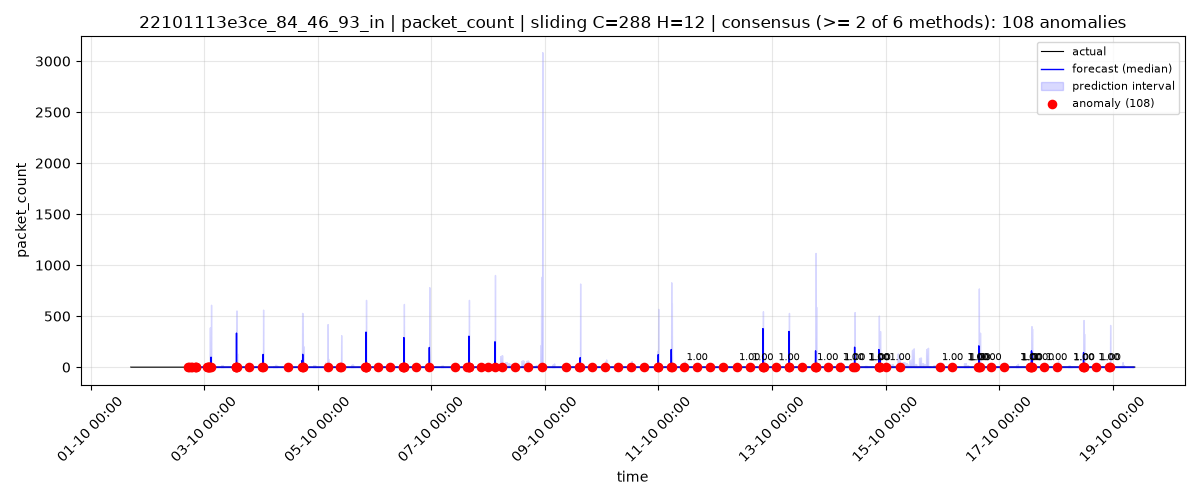 22101113e3ce_84_46_93_in | packet_count | sliding C=288 H=12 | consensus (>= 2 of 6 methods): 108 anomalies
actual
forecast (median)
prediction interval
anomaly (108)
packet_count
3000
2500
2000
1500
1000
500
0
1.00 1.00 1.00 1.00 1.00 1.00 1.00 1.00 1.00 1.00 1.00 1.00 1.00 1.00 1.00 1.00
01-10 00:00
03-10 00:00
05-10 00:00
07-10 00:00
09-10 00:00
11-10 00:00
13-10 00:00
15-10 00:00
17-10 00:00
19-10 00:00
time